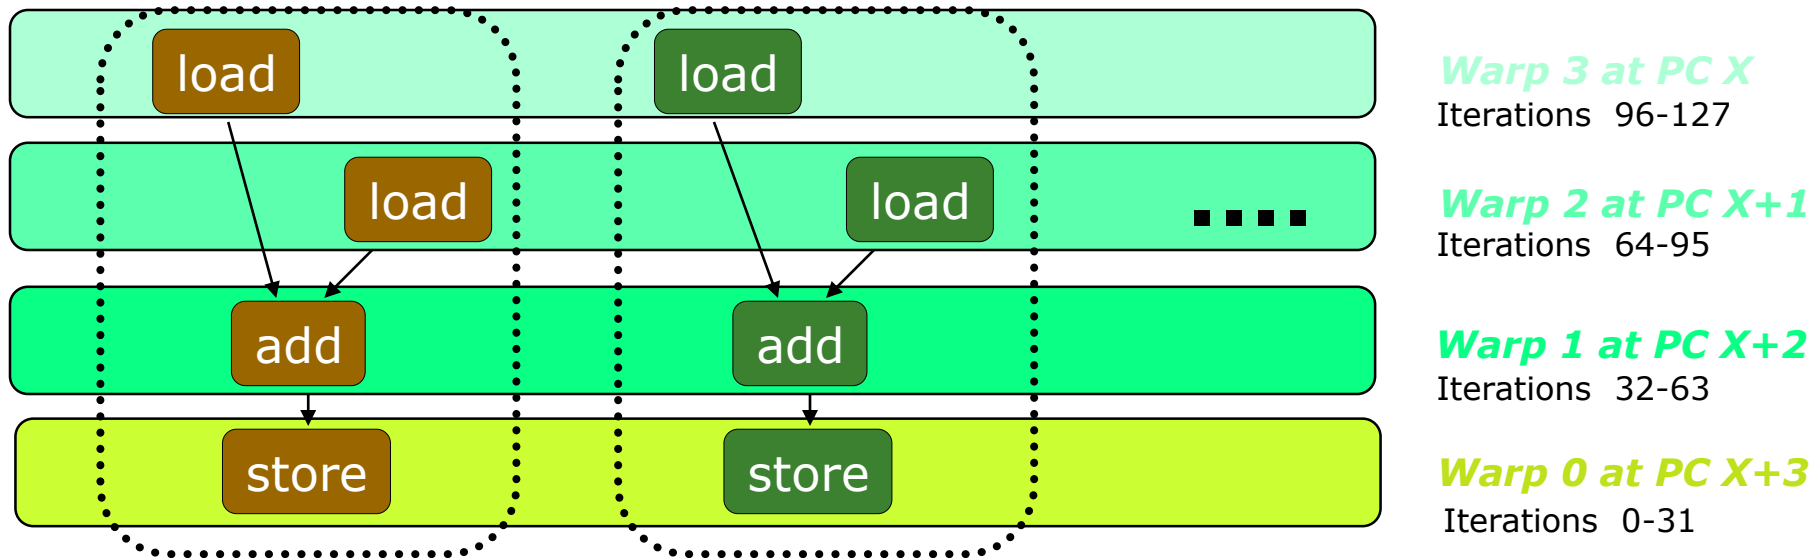 load load
Warp 3 at PC X
Iterations 96-127
load load
Warp 2 at PC X+1
Iterations 64-95
add add
Warp 1 at PC X+2
Iterations 32-63
store store
Warp 0 at PC X+3
Iterations 0-31